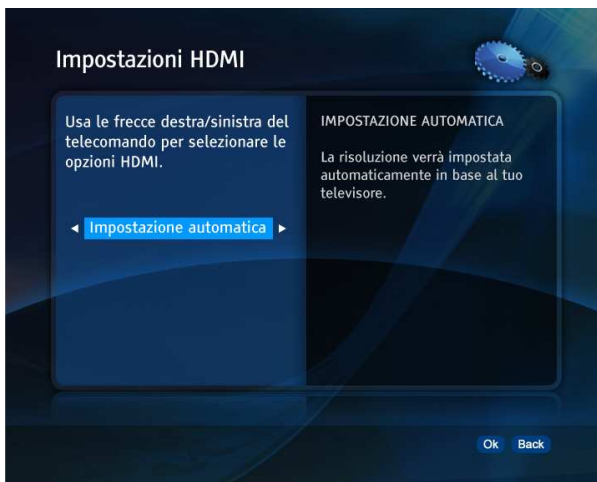 Impostazioni HDMI
Usa le frecce destra/sinistra del
telecomando per selezionare le
opzioni HDMI.
Impostazione automatica
IMPOSTAZIONE AUTOMATICA
La risoluzione verrà impostata
automaticamente in base al tuo
televisore.
Ok Back